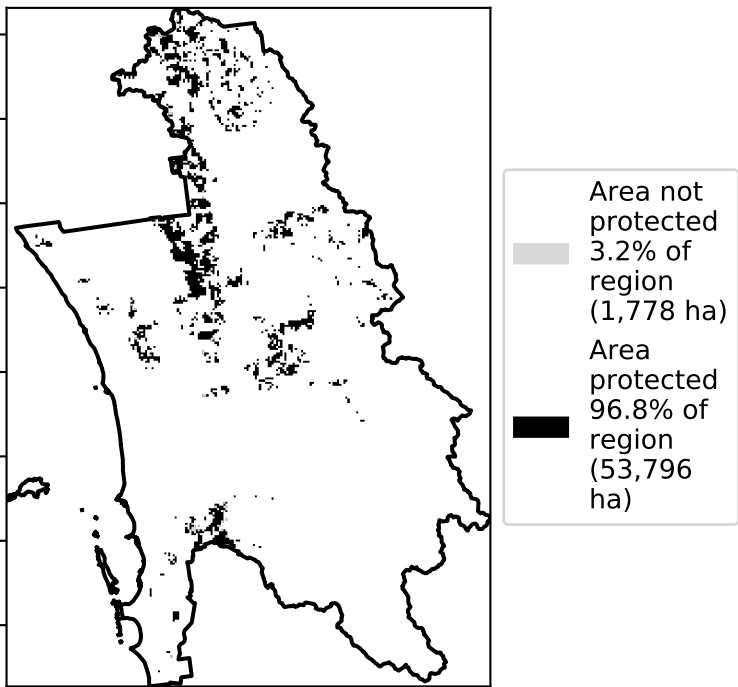 Area not
protected
3.2% of
region
(1,778 ha)
Area
protected
96.8% of
region
(53,796
ha)